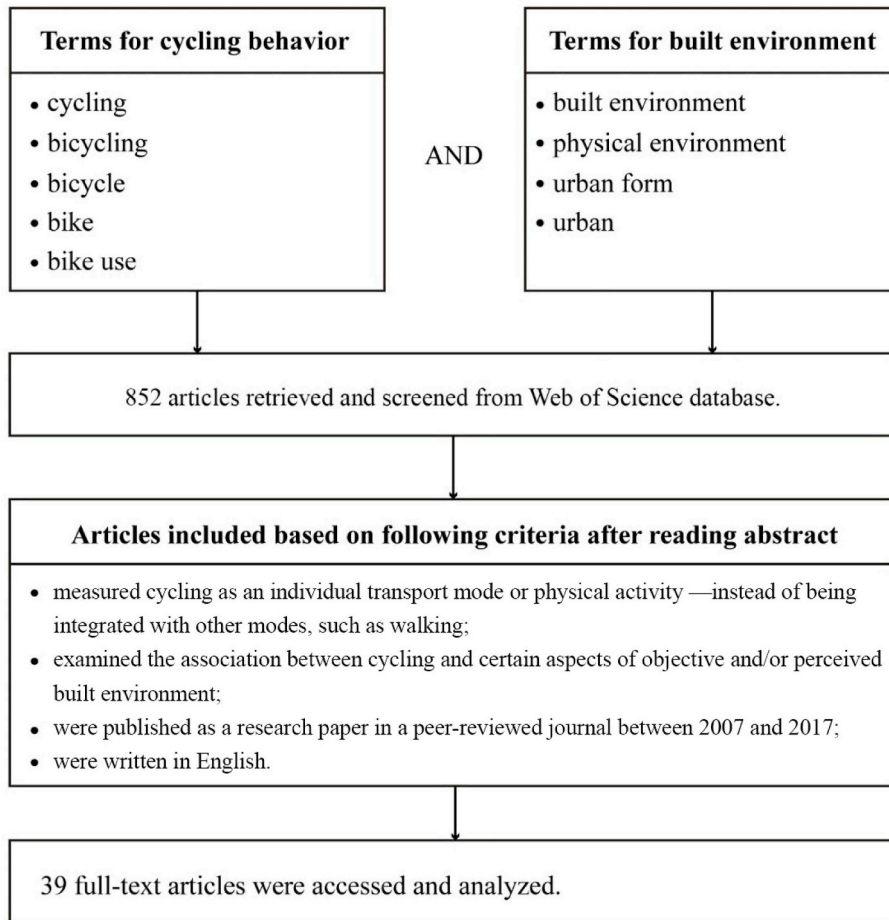 Terms for cycling behavior
• cycling
• bicycling
• bicycle
• bike
• bike use
AND
Terms for built environment
• built environment
• physical environment
• urban form
• urban
852 articles retrieved and screened from Web of Science database.
Articles included based on following criteria after reading abstract
• measured cycling as an individual transport mode or physical activity —instead of being
integrated with other modes, such as walking;
• examined the association between cycling and certain aspects of objective and/or perceived
built environment;
• were published as a research paper in a peer-reviewed journal between 2007 and 2017;
• were written in English.
39 full-text articles were accessed and analyzed.